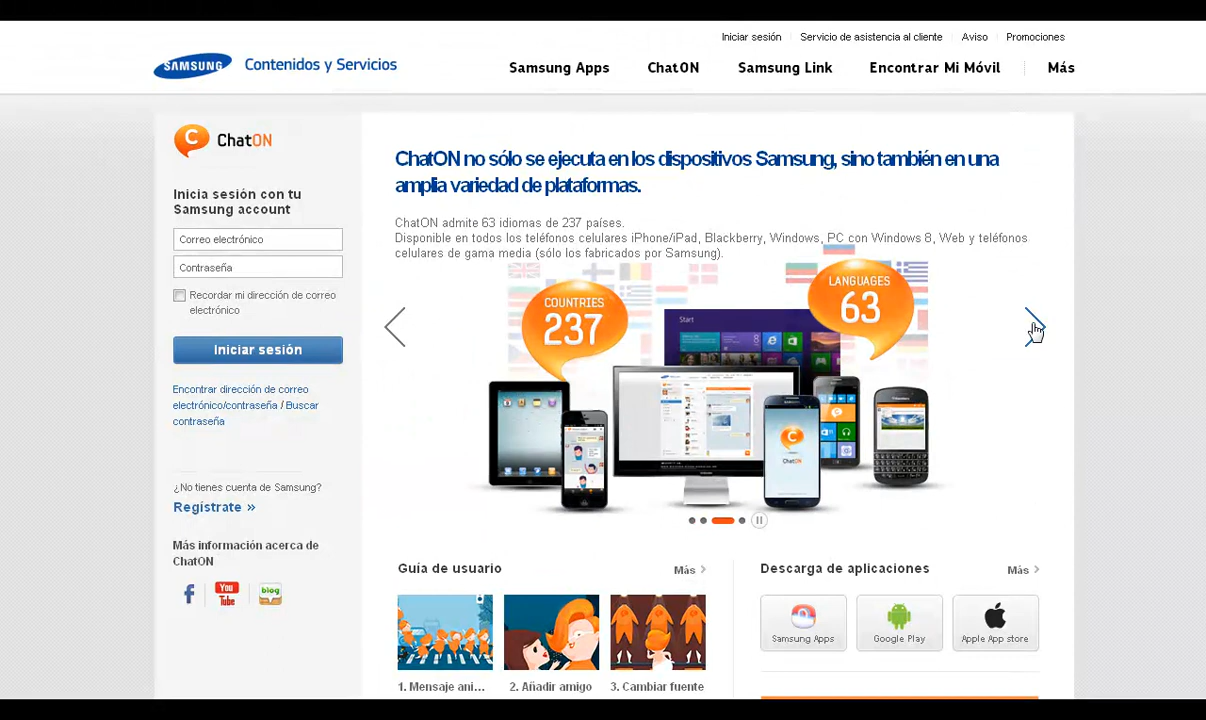 Iniciar sesión
Servicio de asistencia al cliente
Aviso
Promociones
SAMSUNG
Contenidos y Servicios
Samsung Apps
ChatON
Samsung Link
Encontrar Mi Móvil
Más
C ChatON
Inicia sesión con tu
Samsung account
Correo electrónico
Contraseña
Recordar mi dirección de correo
electrónico
Iniciar sesión
Encontrar dirección de correo
electrónico/contraseña / Buscar
contraseña
¿No tienes cuenta de Samsung?
Regístrate »
Más información acerca de
ChatON
f
You
Tube
blog
ChatON no sólo se ejecuta en los dispositivos Samsung, sino también en una
amplia variedad de plataformas.
ChatON admite 63 idiomas de 237 países.
Disponible en todos los teléfonos celulares iPhone/iPad, Blackberry, Windows, PC con Windows 8, Web y teléfonos
celulares de gama media (sólo los fabricados por Samsung).
COUNTRIES
237
LANGUAGES
63
Start
C
ChatON
Guía de usuario
Más
1. Mensaje ani...
2. Añadir amigo
3. Cambiar fuente
Descarga de aplicaciones
Más
Samsung Apps
Google Play
Apple App store